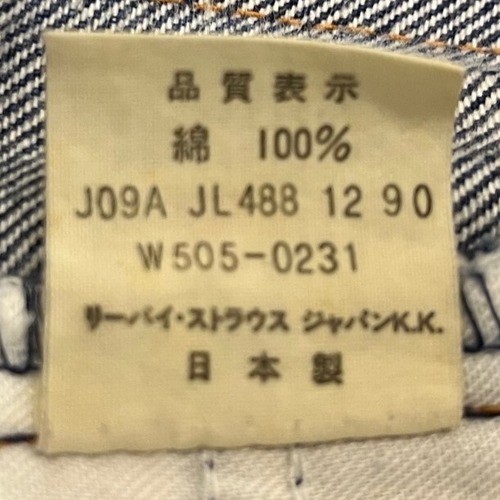 品質表示
綿 100%
J09A JL488 12 90
W505-0231
リーバイ・ストラウス ジャパンK.K.
日本製